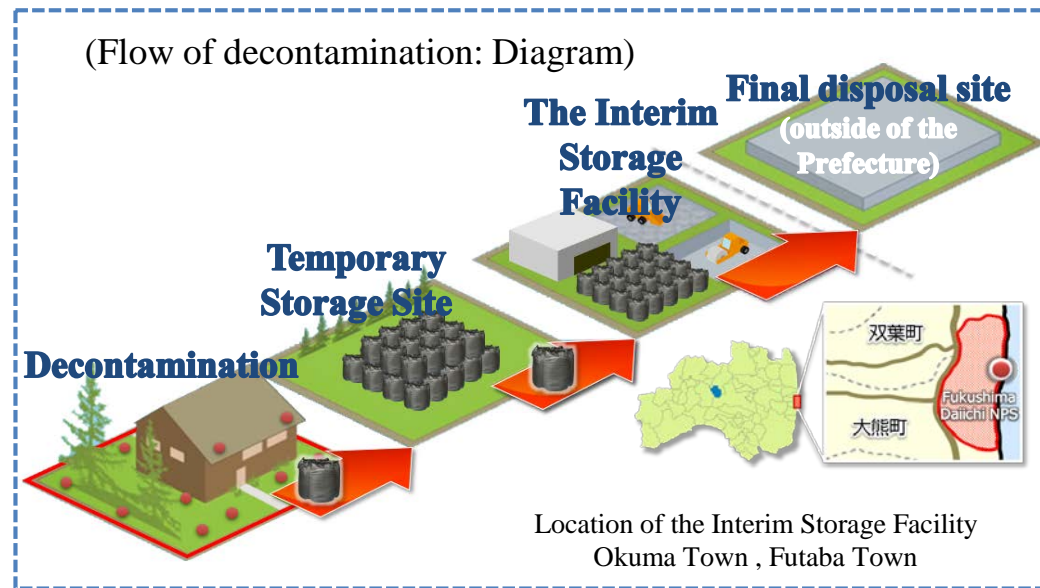 (Flow of decontamination: Diagram)
Final disposal site
(outside of the
Prefecture)
The Interim
Storage
Facility
Temporary
Storage Site
Decontamination
双葉町
Fukushima
Daiichi NPS
大熊町
Location of the Interim Storage Facility
Okuma Town , Futaba Town